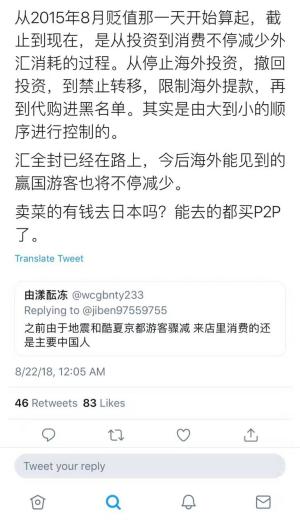 从2015年8月贬值那一天开始算起，截
止到现在，是从投资到消费不停减少外
汇消耗的过程。从停止海外投资，撤回
投资，到禁止转移，限制海外提款，再
到代购进黑名单。其实是由大到小的顺
序进行控制的。
汇全封已经在路上，今后海外能见到的
赢国游客也将不停减少。
卖菜的有钱去日本吗？能去的都买P2P
了。
Translate Tweet
由漾酝冻 @wcgbnty233
Replying to @jiben97559755
之前由于地震和酷夏京都游客骤减 来店里消费的还
是主要中国人
8/22/18, 12:05 AM
46 Retweets 83 Likes
Tweet your reply